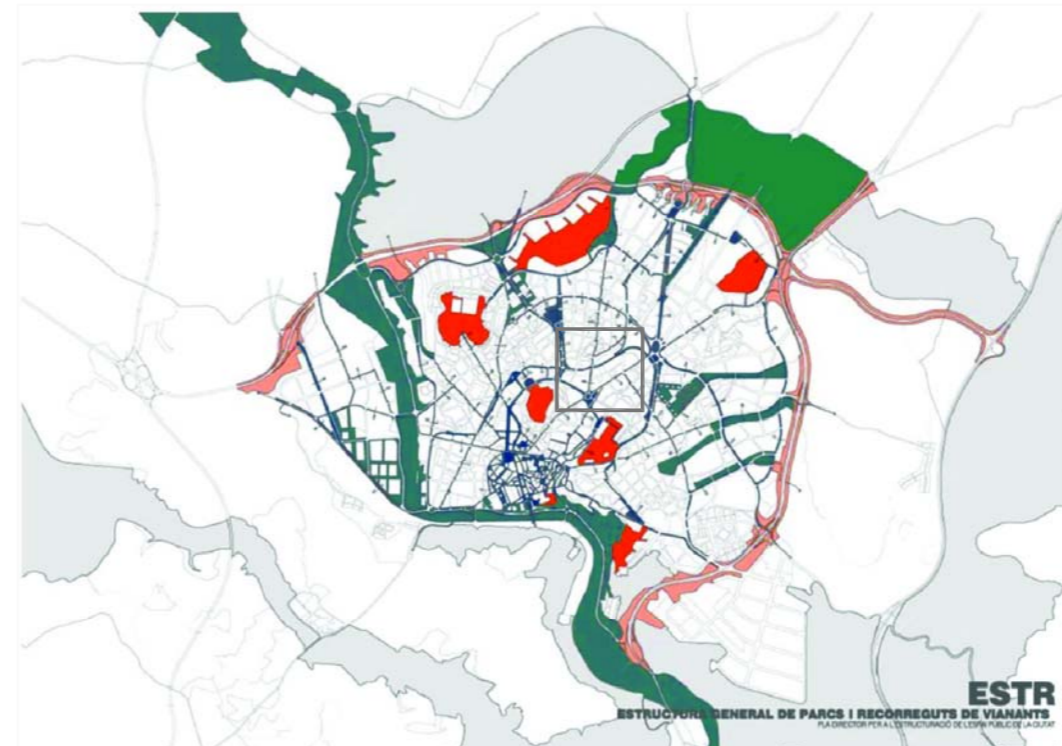 ESTR
ESTRUCTURA GENERAL DE PARCS I RECORREGUTS DE VIANANTS
PLA DIRECTOR PER A L'ESTRUCTURACIÓ DE L'ESPAI PÚBLIC DE LA CIUTAT